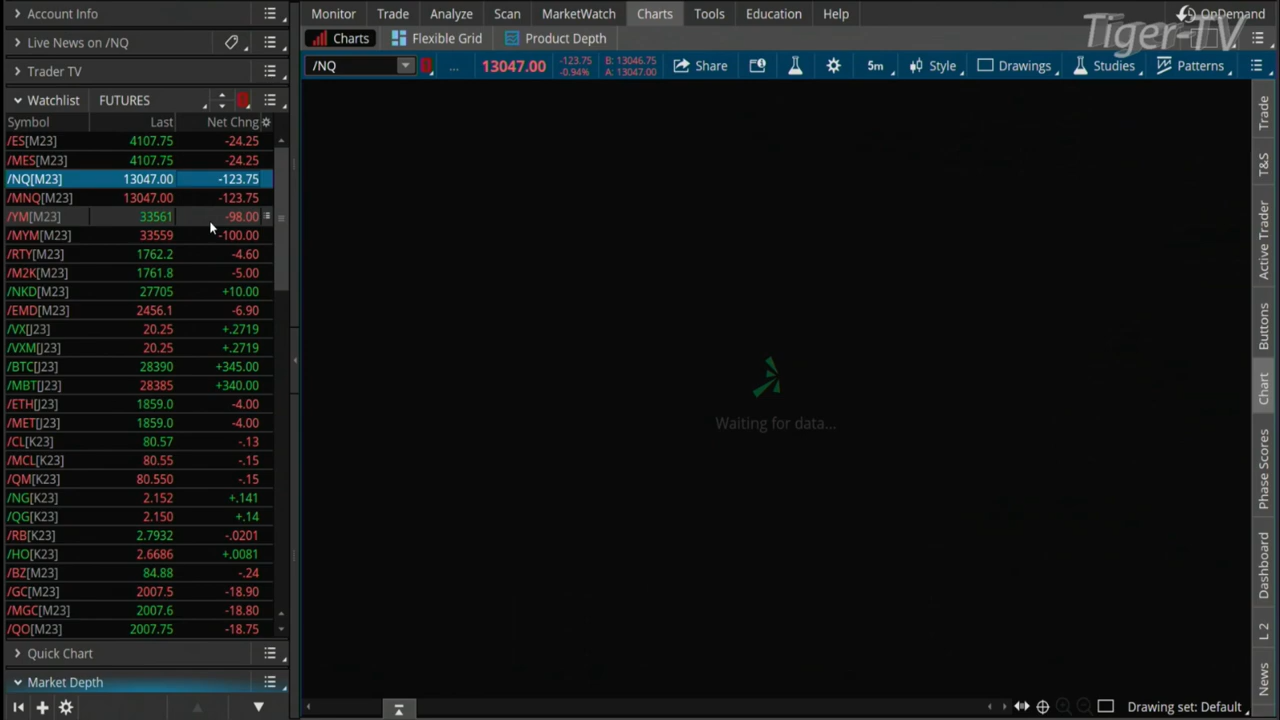 Account Info
Live News on /NQ
Trader TV
Watchlist FUTURES
Symbol Last Net Chng
/ES[M23] 4107.75 -24.25
/MES[M23] 4107.75 -24.25
/NQ[M23] 13047.00 -123.75
/MNQ[M23] 13047.00 -123.75
/YM[M23] 33561 -98.00
/MYM[M23] 33559 -100.00
/RTY[M23] 1762.2 -4.60
/M2K[M23] 1761.8 -5.00
/NKD[M23] 27705 +10.00
/EMD[M23] 2456.1 -6.90
/VX[J23] 20.25 +.2719
/VXM[J23] 20.25 +.2719
/BTC[J23] 28390 +345.00
/MBT[J23] 28385 +340.00
/ETH[J23] 1859.0 -4.00
/MET[J23] 1859.0 -4.00
/CL[K23] 80.57 -.13
/MCL[K23] 80.55 -.15
/QM[K23] 80.550 -.15
/NG[K23] 2.152 +.141
/QG[K23] 2.150 +.14
/RB[K23] 2.7932 -.0201
/HO[K23] 2.6686 +.0081
/BZ[M23] 84.88 -.24
/GC[M23] 2007.5 -18.90
/MGC[M23] 2007.6 -18.80
/QO[M23] 2007.75 -18.75
Quick Chart
Market Depth
Monitor Trade Analyze Scan MarketWatch Charts Tools Education Help OnDemand
Tiger-TV
Charts Flexible Grid Product Depth
/NQ ... 13047.00 -123.75 B: 13046.75 Share 5m Style Drawings Studies Patterns
-0.94% A: 13047.00
Waiting for data...
Trade
T&S
Active Trader
Buttons
Chart
Phase Scores
Dashboard
L 2
News
Drawing set: Default